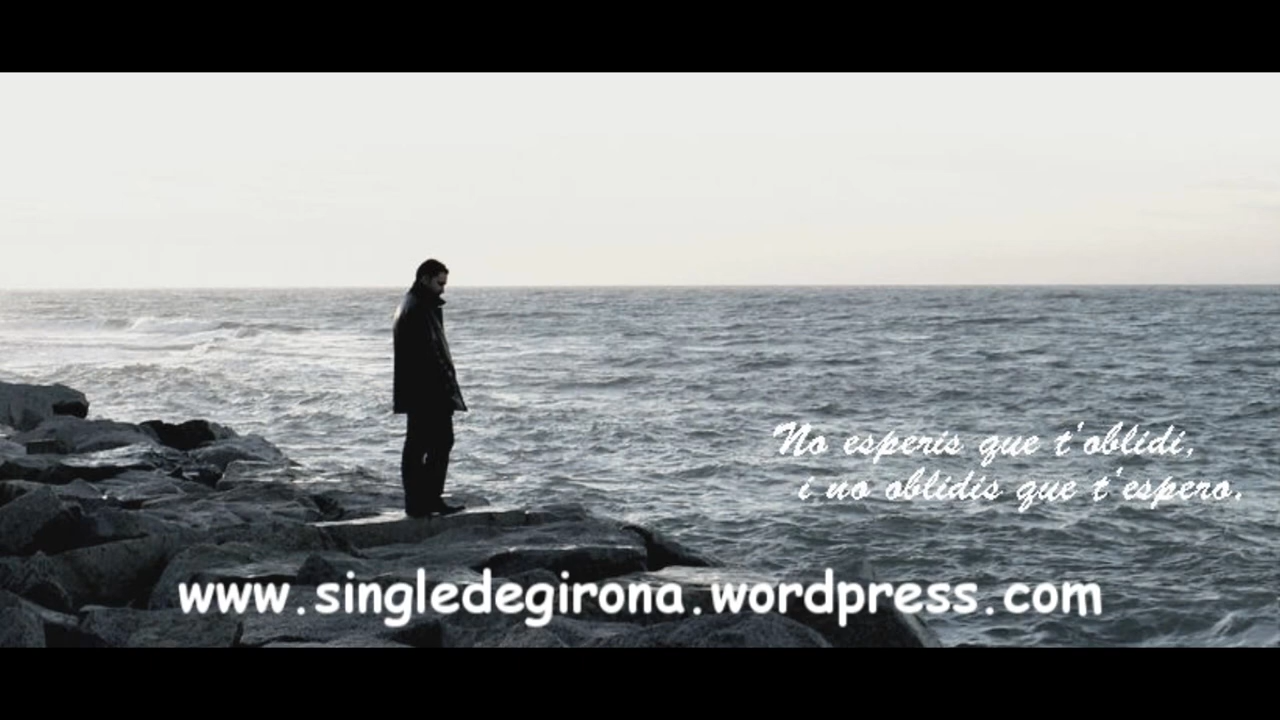 No esperis que t'oblidi,
i no oblidis que t'espero.
www.singledegirona.wordpress.com